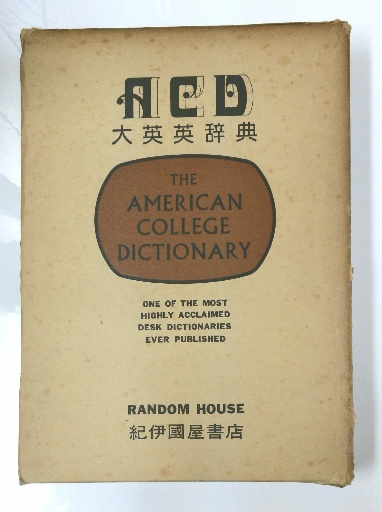 ACD
大英英辞典
THE
AMERICAN
COLLEGE
DICTIONARY
ONE OF THE MOST
HIGHLY ACCLAIMED
DESK DICTIONARIES
EVER PUBLISHED
RANDOM HOUSE
紀伊國屋書店